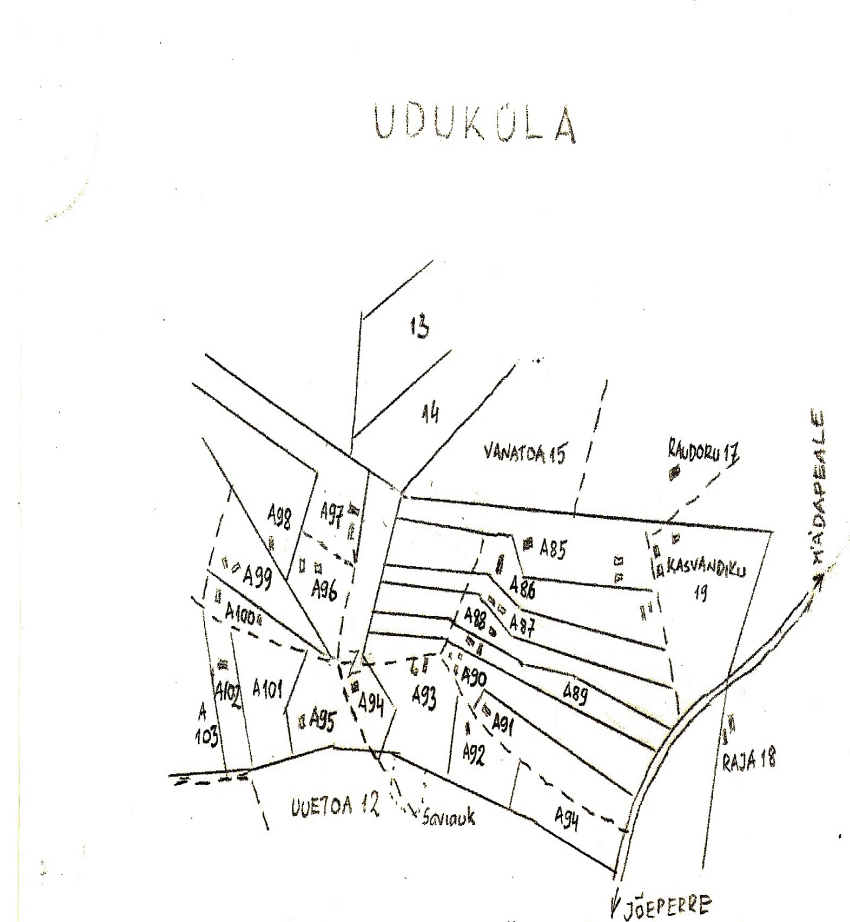 UDUKÜLA
13
14
VANATOA 15
RAUDORU 17
MÄDAPEALE
A98
A97
A85
KASVANDIKU
19
A99
A96
A86
A100
A88
A87
A102
A101
A94
A93
A90
A89
A
103
A95
A91
A92
RAJA 18
UUETOA 12
Saviauk
A94
JÕEPERRE